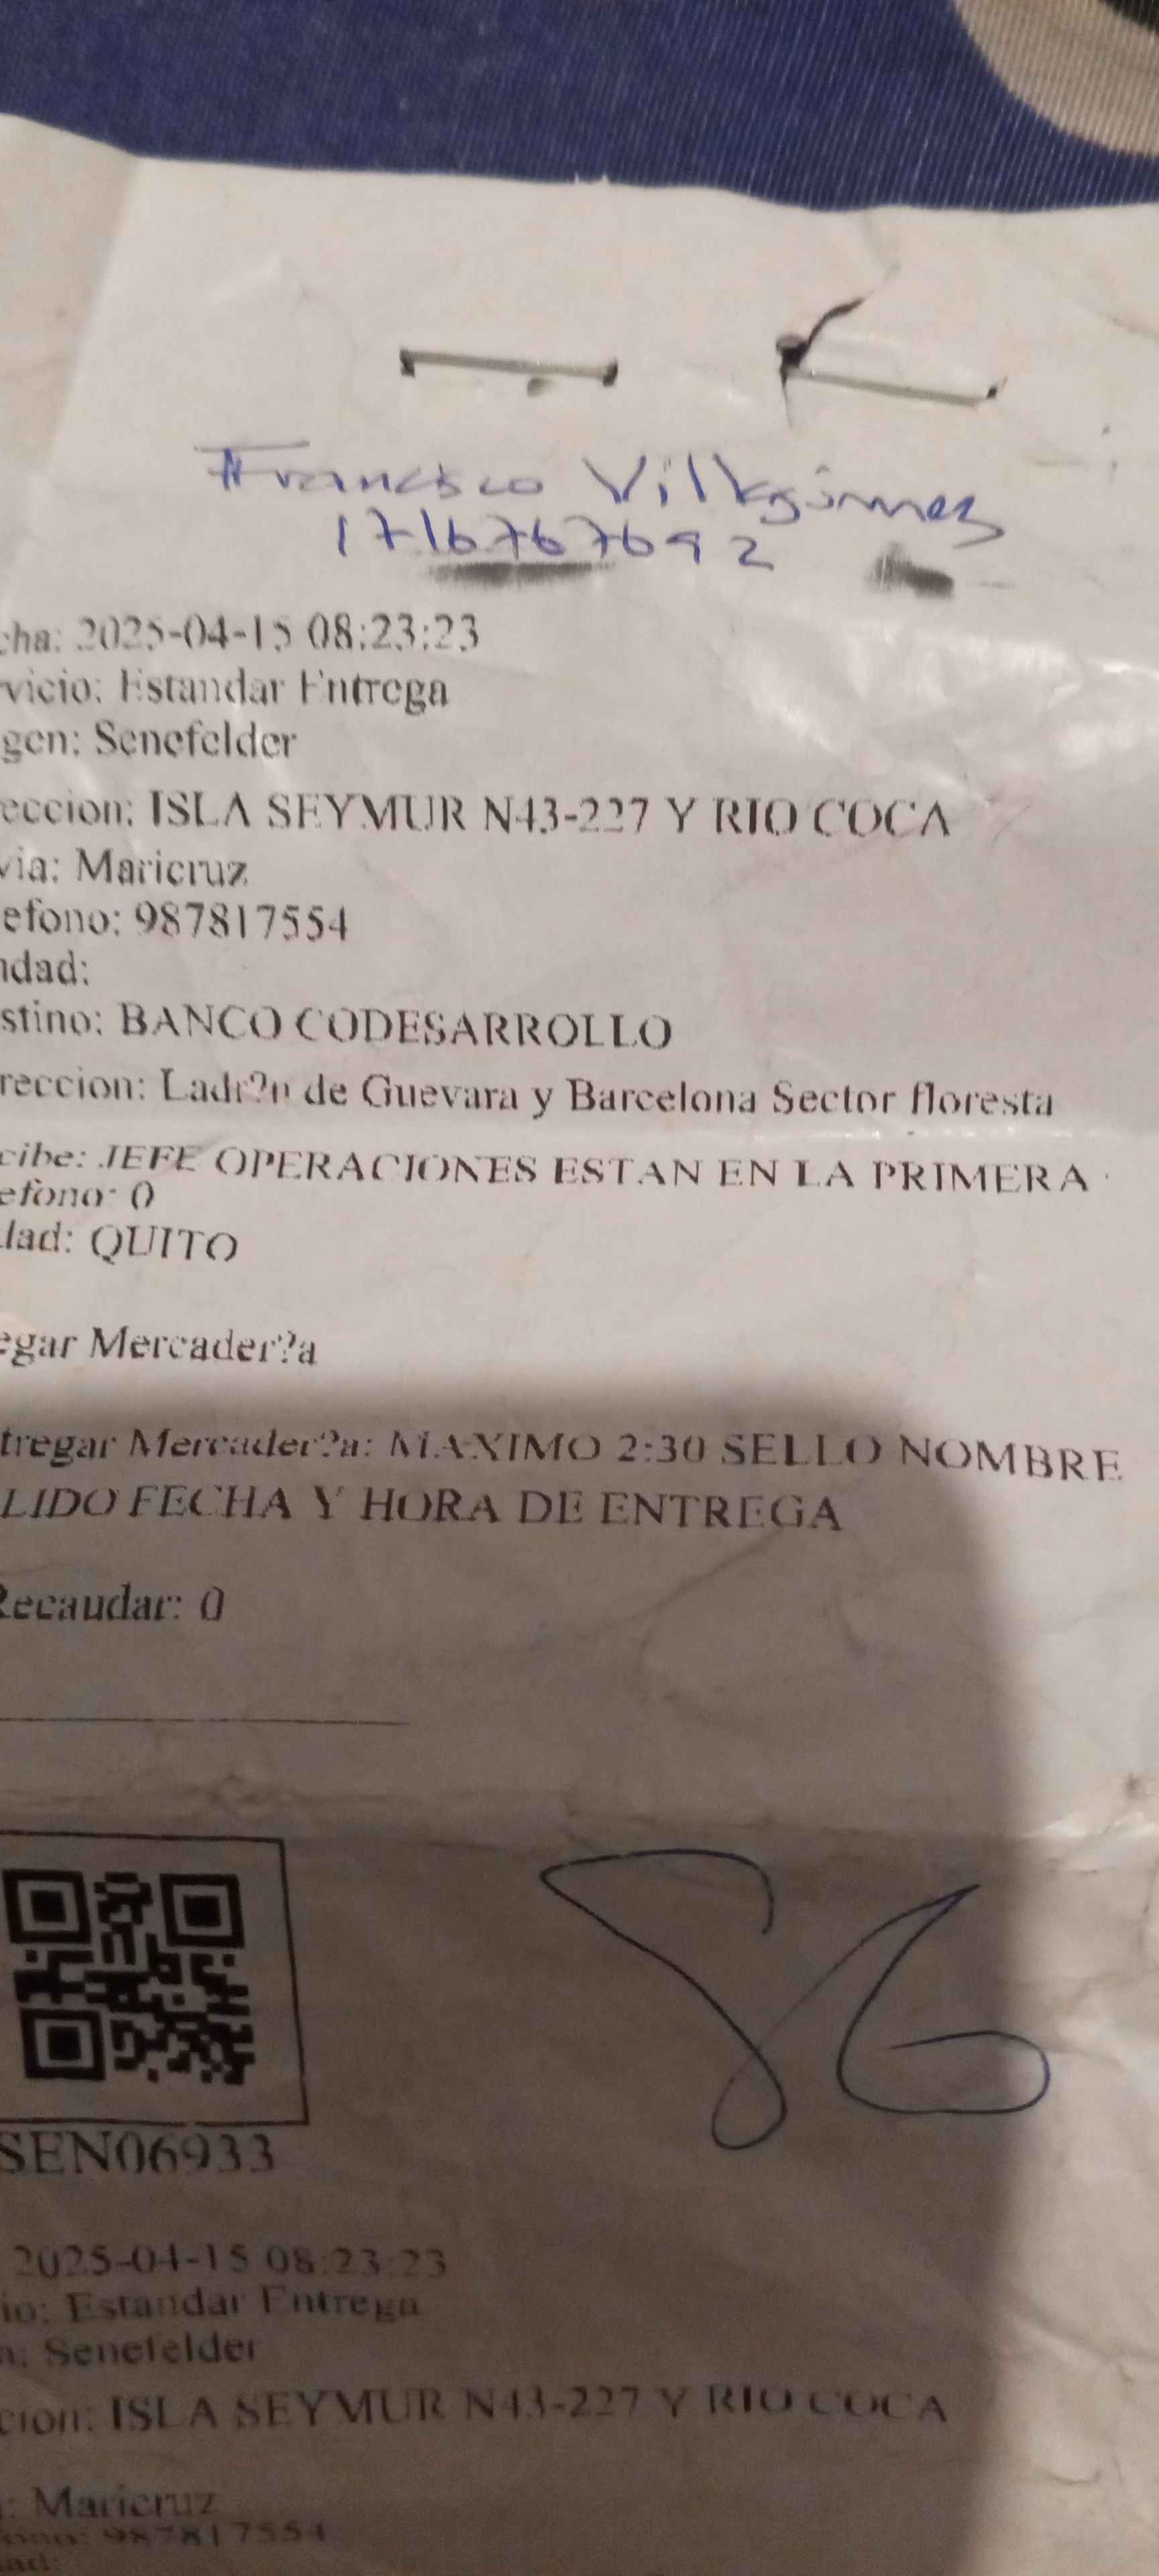 Francisco Villagómez
1716767692
cha: 2025-04-15 08:23:23
vicio: Estandar Entrega
gen: Senefelder
eccion: ISLA SEYMUR N43-227 Y RIO COCA
via: Maricruz
efono: 987817554
dad:
stino: BANCO CODESARROLLO
reccion: Ladr?n de Guevara y Barcelona Sector floresta
cibe: JEFE OPERACIONES ESTAN EN LA PRIMERA
efono: 0
dad: QUITO
egar Mercader?a
tregar Mercader?a: MAXIMO 2:30 SELLO NOMBRE
LIDO FECHA Y HORA DE ENTREGA
Recaudar: 0
SEN06933
2025-04-15 08:23:23
io: Estandar Entrega
n: Senefelder
cion: ISLA SEYMUR N43-227 Y RIO COCA
: Maricruz
fono: 987817554
ad: